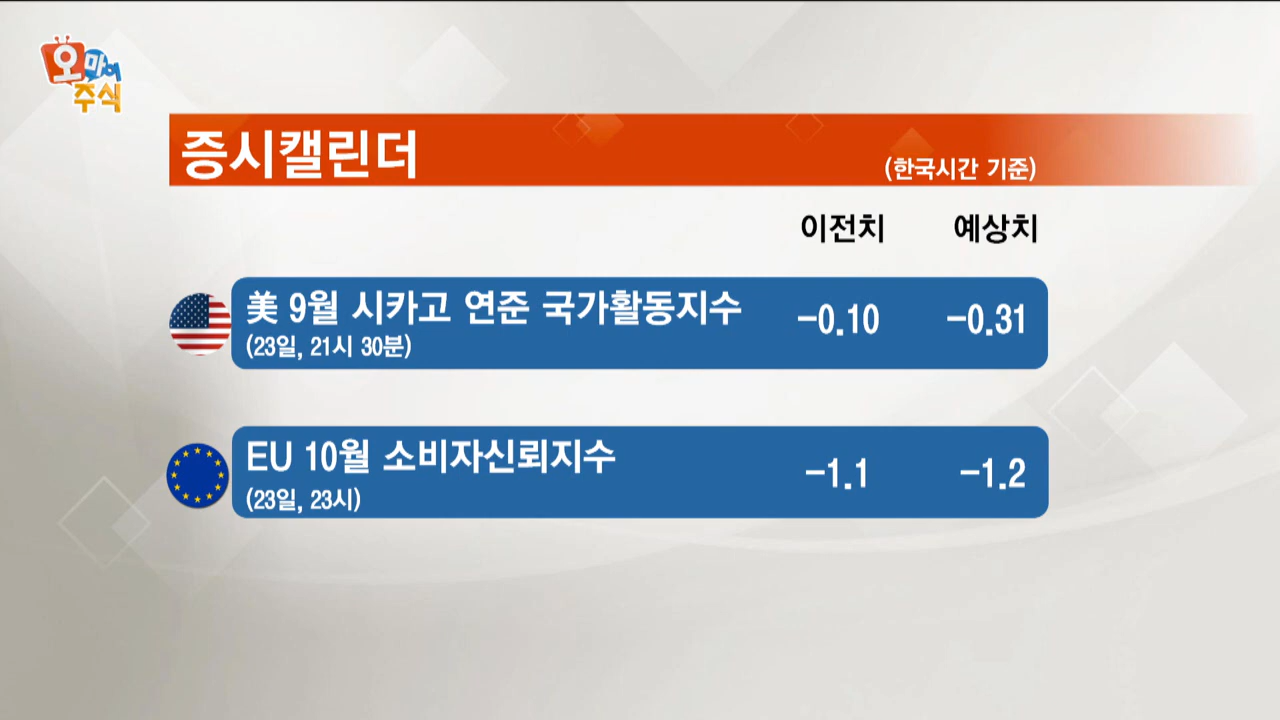 오마이
주식
증시캘린더
(한국시간 기준)
이전치 예상치
美 9월 시카고 연준 국가활동지수 -0.10 -0.31
(23일, 21시 30분)
EU 10월 소비자신뢰지수 -1.1 -1.2
(23일, 23시)